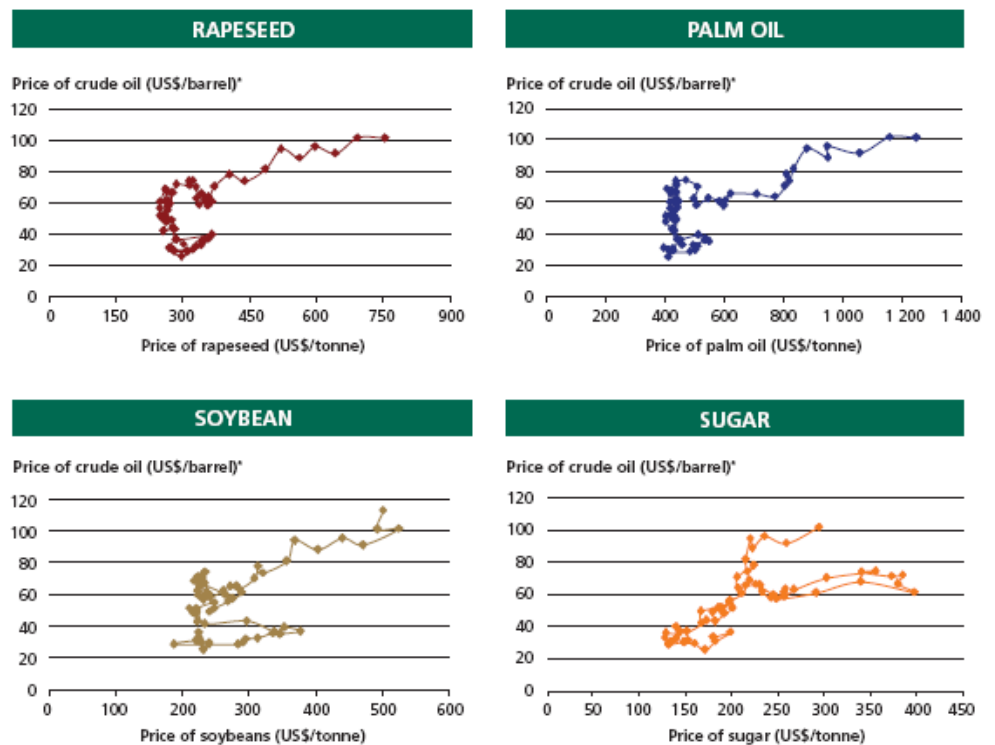 RAPESEED
Price of crude oil (US$/barrel)*
120
100
80
60
40
20
0
0 150 300 450 600 750 900
Price of rapeseed (US$/tonne)
PALM OIL
Price of crude oil (US$/barrel)*
120
100
80
60
40
20
0
0 200 400 600 800 1 000 1 200 1 400
Price of palm oil (US$/tonne)
SOYBEAN
Price of crude oil (US$/barrel)*
120
100
80
60
40
20
0
0 100 200 300 400 500 600
Price of soybeans (US$/tonne)
SUGAR
Price of crude oil (US$/barrel)*
120
100
80
60
40
20
0
0 50 100 150 200 250 300 350 400 450
Price of sugar (US$/tonne)